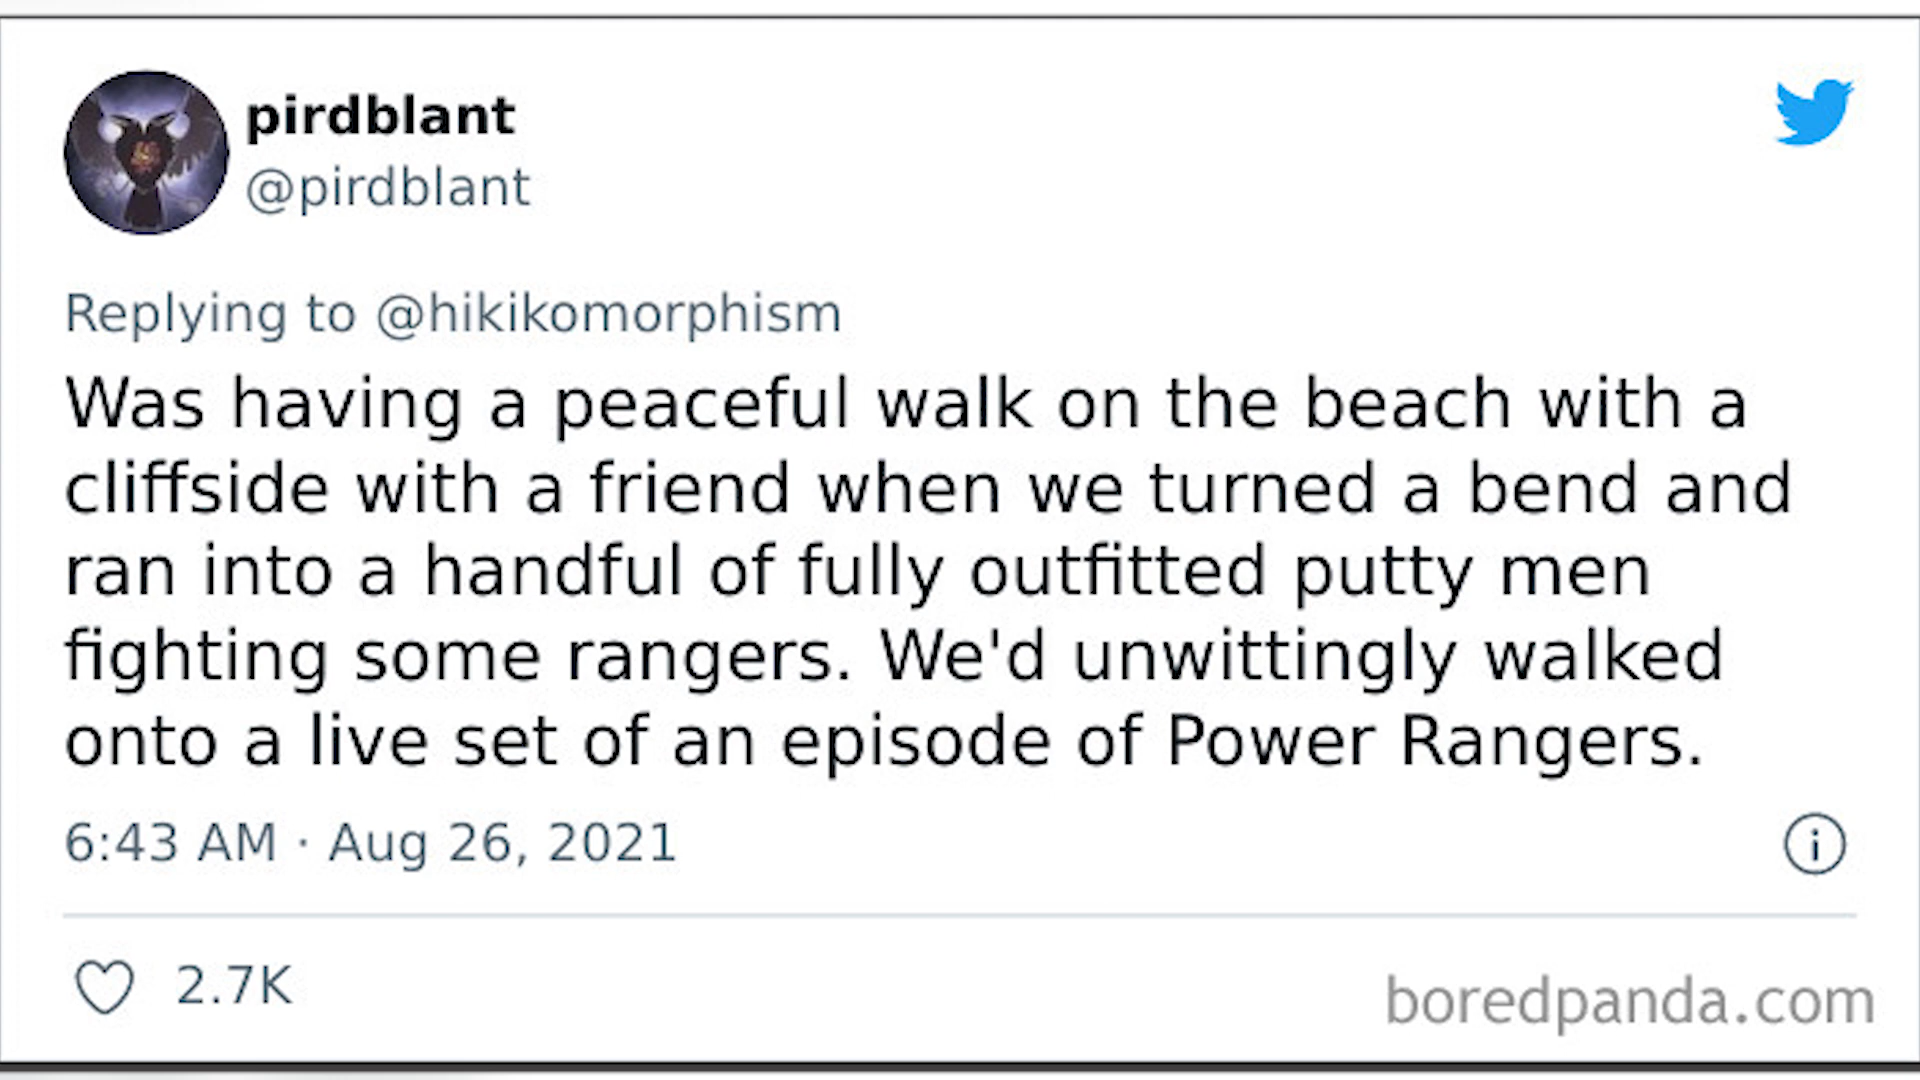 pirdblant
@pirdblant
Replying to @hikikomorphism
Was having a peaceful walk on the beach with a
cliffside with a friend when we turned a bend and
ran into a handful of fully outfitted putty men
fighting some rangers. We'd unwittingly walked
onto a live set of an episode of Power Rangers.
6:43 AM · Aug 26, 2021
2.7K
boredpanda.com